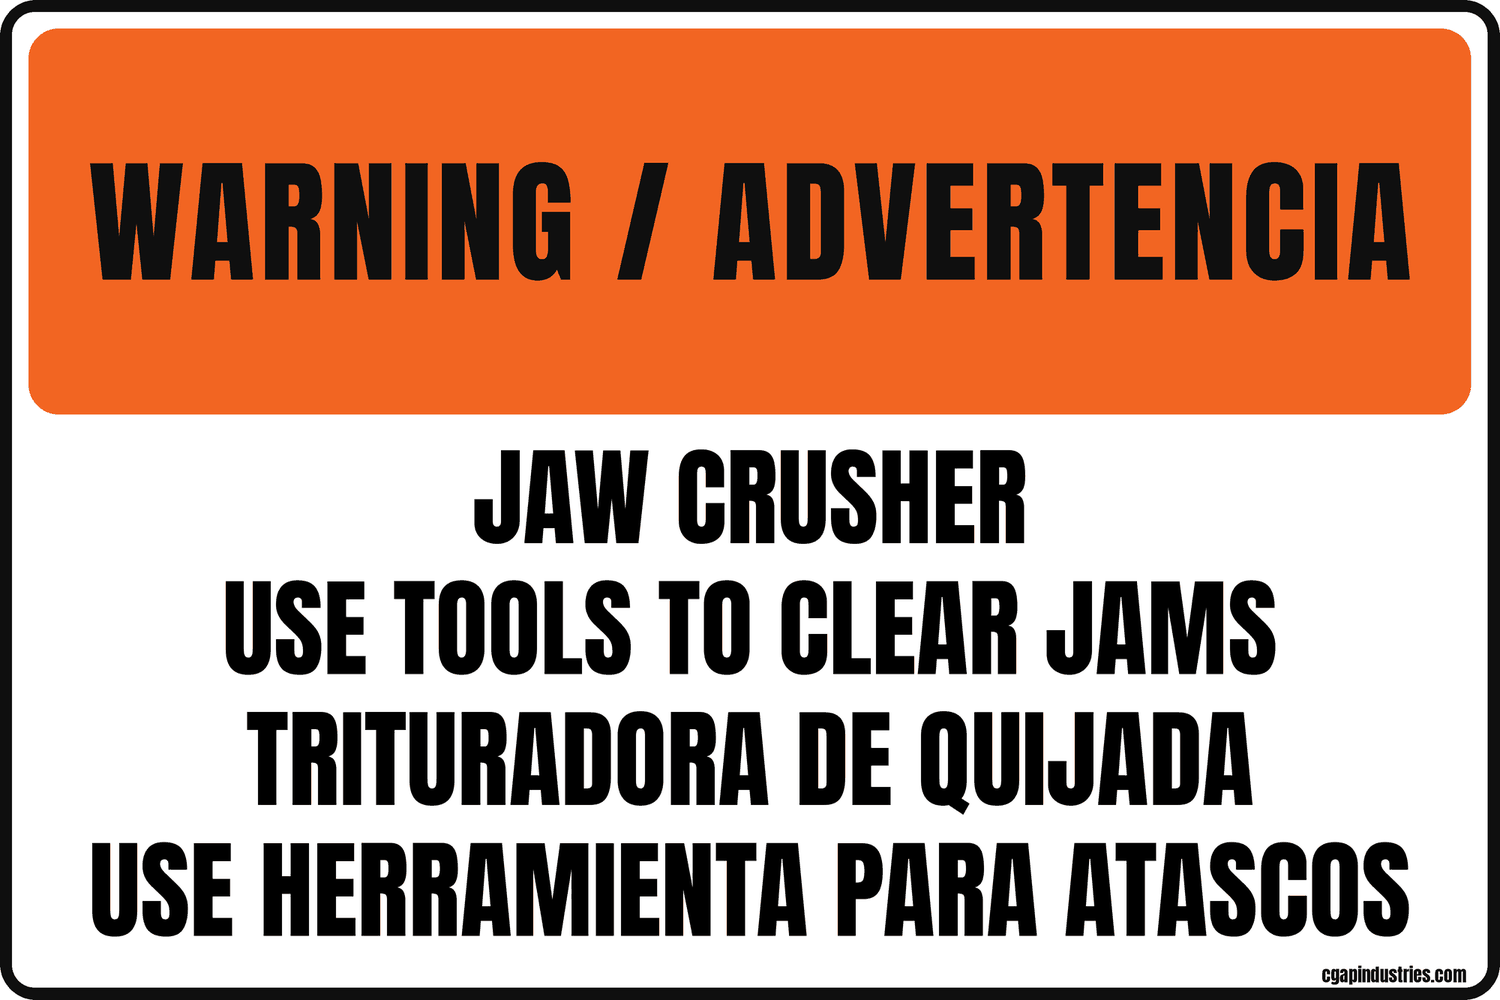 WARNING / ADVERTENCIA
JAW CRUSHER
USE TOOLS TO CLEAR JAMS
TRITURADORA DE QUIJADA
USE HERRAMIENTA PARA ATASCOS
cgapindustries.com